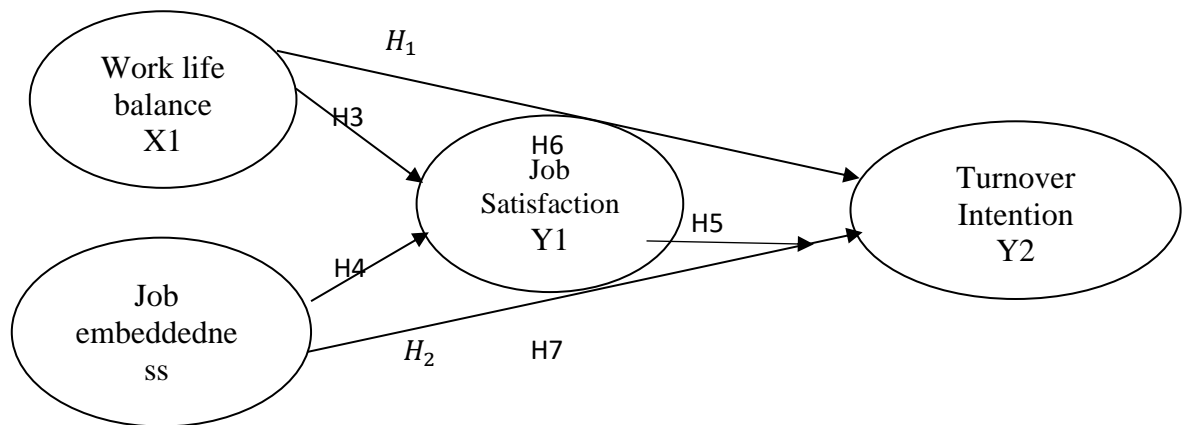 Work life
balance
X1
H₁
H3
H6
Job
Satisfaction
Y1
H5
Turnover
Intention
Y2
H4
Job
embeddedne
ss
H₂
H7